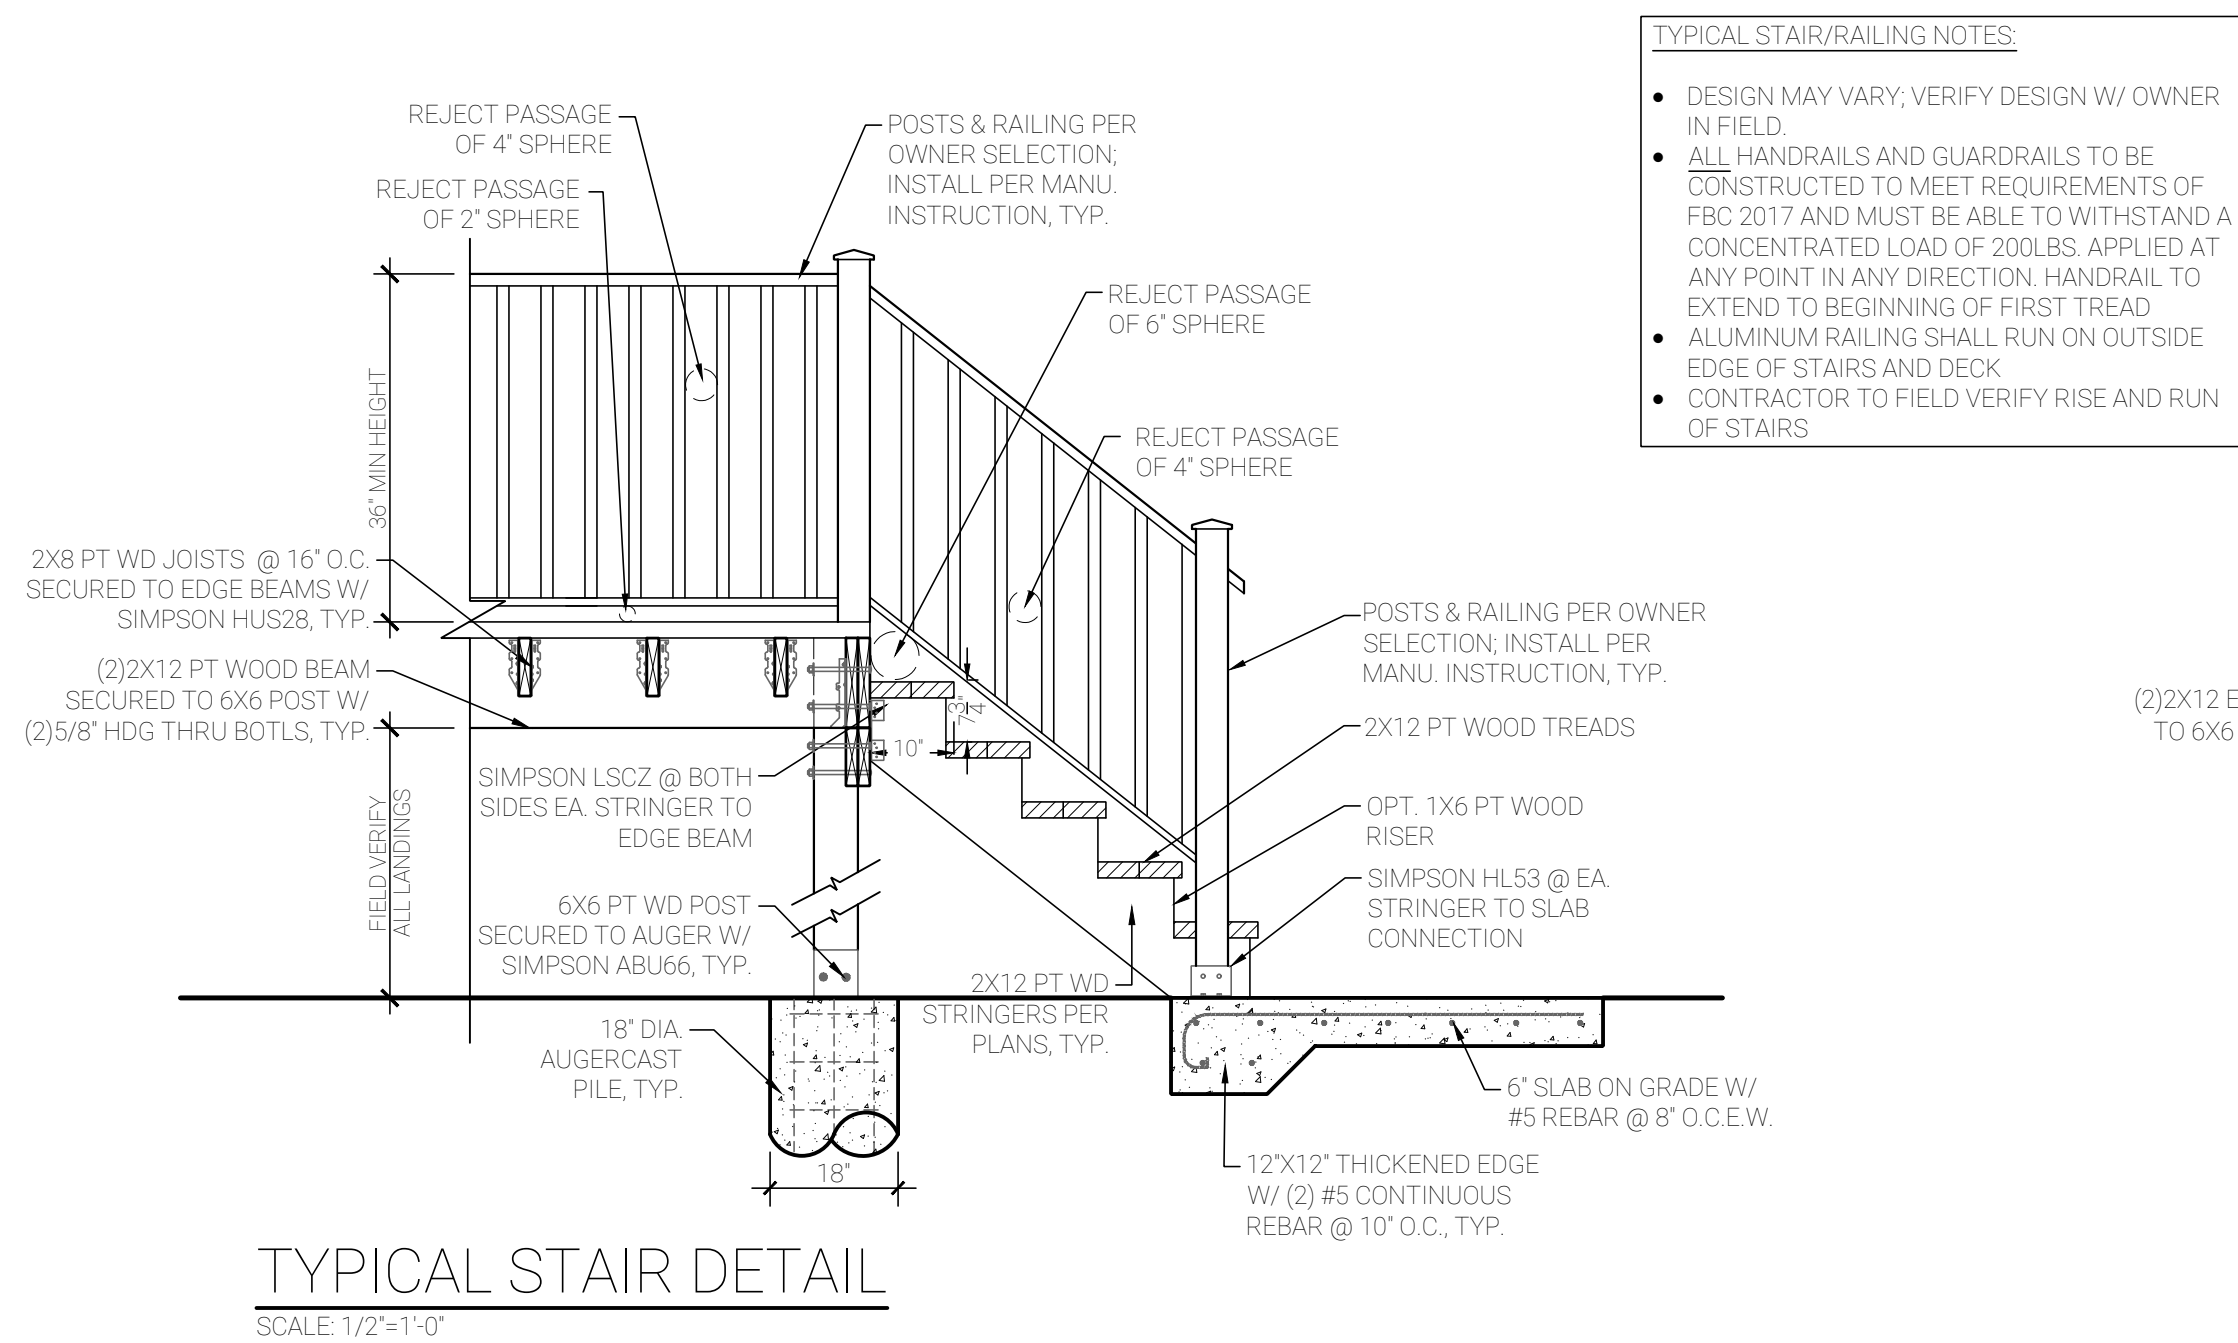 TYPICAL STAIR/RAILING NOTES:
• DESIGN MAY VARY; VERIFY DESIGN W/ OWNER
IN FIELD.
• ALL HANDRAILS AND GUARDRAILS TO BE
CONSTRUCTED TO MEET REQUIREMENTS OF
FBC 2017 AND MUST BE ABLE TO WITHSTAND A
CONCENTRATED LOAD OF 200LBS. APPLIED AT
ANY POINT IN ANY DIRECTION. HANDRAIL TO
EXTEND TO BEGINNING OF FIRST TREAD
• ALUMINUM RAILING SHALL RUN ON OUTSIDE
EDGE OF STAIRS AND DECK
• CONTRACTOR TO FIELD VERIFY RISE AND RUN
OF STAIRS
REJECT PASSAGE
OF 4" SPHERE
REJECT PASSAGE
OF 2" SPHERE
POSTS & RAILING PER
OWNER SELECTION;
INSTALL PER MANU.
INSTRUCTION, TYP.
REJECT PASSAGE
OF 6" SPHERE
REJECT PASSAGE
OF 4" SPHERE
36" MIN HEIGHT
2X8 PT WD JOISTS @ 16" O.C.
SECURED TO EDGE BEAMS W/
SIMPSON HUS28, TYP.
(2)2X12 PT WOOD BEAM
SECURED TO 6X6 POST W/
(2)5/8" HDG THRU BOTLS, TYP.
POSTS & RAILING PER OWNER
SELECTION; INSTALL PER
MANU. INSTRUCTION, TYP.
(2)2X12 E
TO 6X6
7 3/4"
10"
2X12 PT WOOD TREADS
SIMPSON LSCZ @ BOTH
SIDES EA. STRINGER TO
EDGE BEAM
OPT. 1X6 PT WOOD
RISER
FIELD VERIFY
ALL LANDINGS
6X6 PT WD POST
SECURED TO AUGER W/
SIMPSON ABU66, TYP.
SIMPSON HL53 @ EA.
STRINGER TO SLAB
CONNECTION
2X12 PT WD
STRINGERS PER
PLANS, TYP.
18" DIA.
AUGERCAST
PILE, TYP.
6" SLAB ON GRADE W/
#5 REBAR @ 8" O.C.E.W.
12"X12" THICKENED EDGE
W/ (2) #5 CONTINUOUS
REBAR @ 10" O.C., TYP.
18"
TYPICAL STAIR DETAIL
SCALE: 1/2"=1'-0"